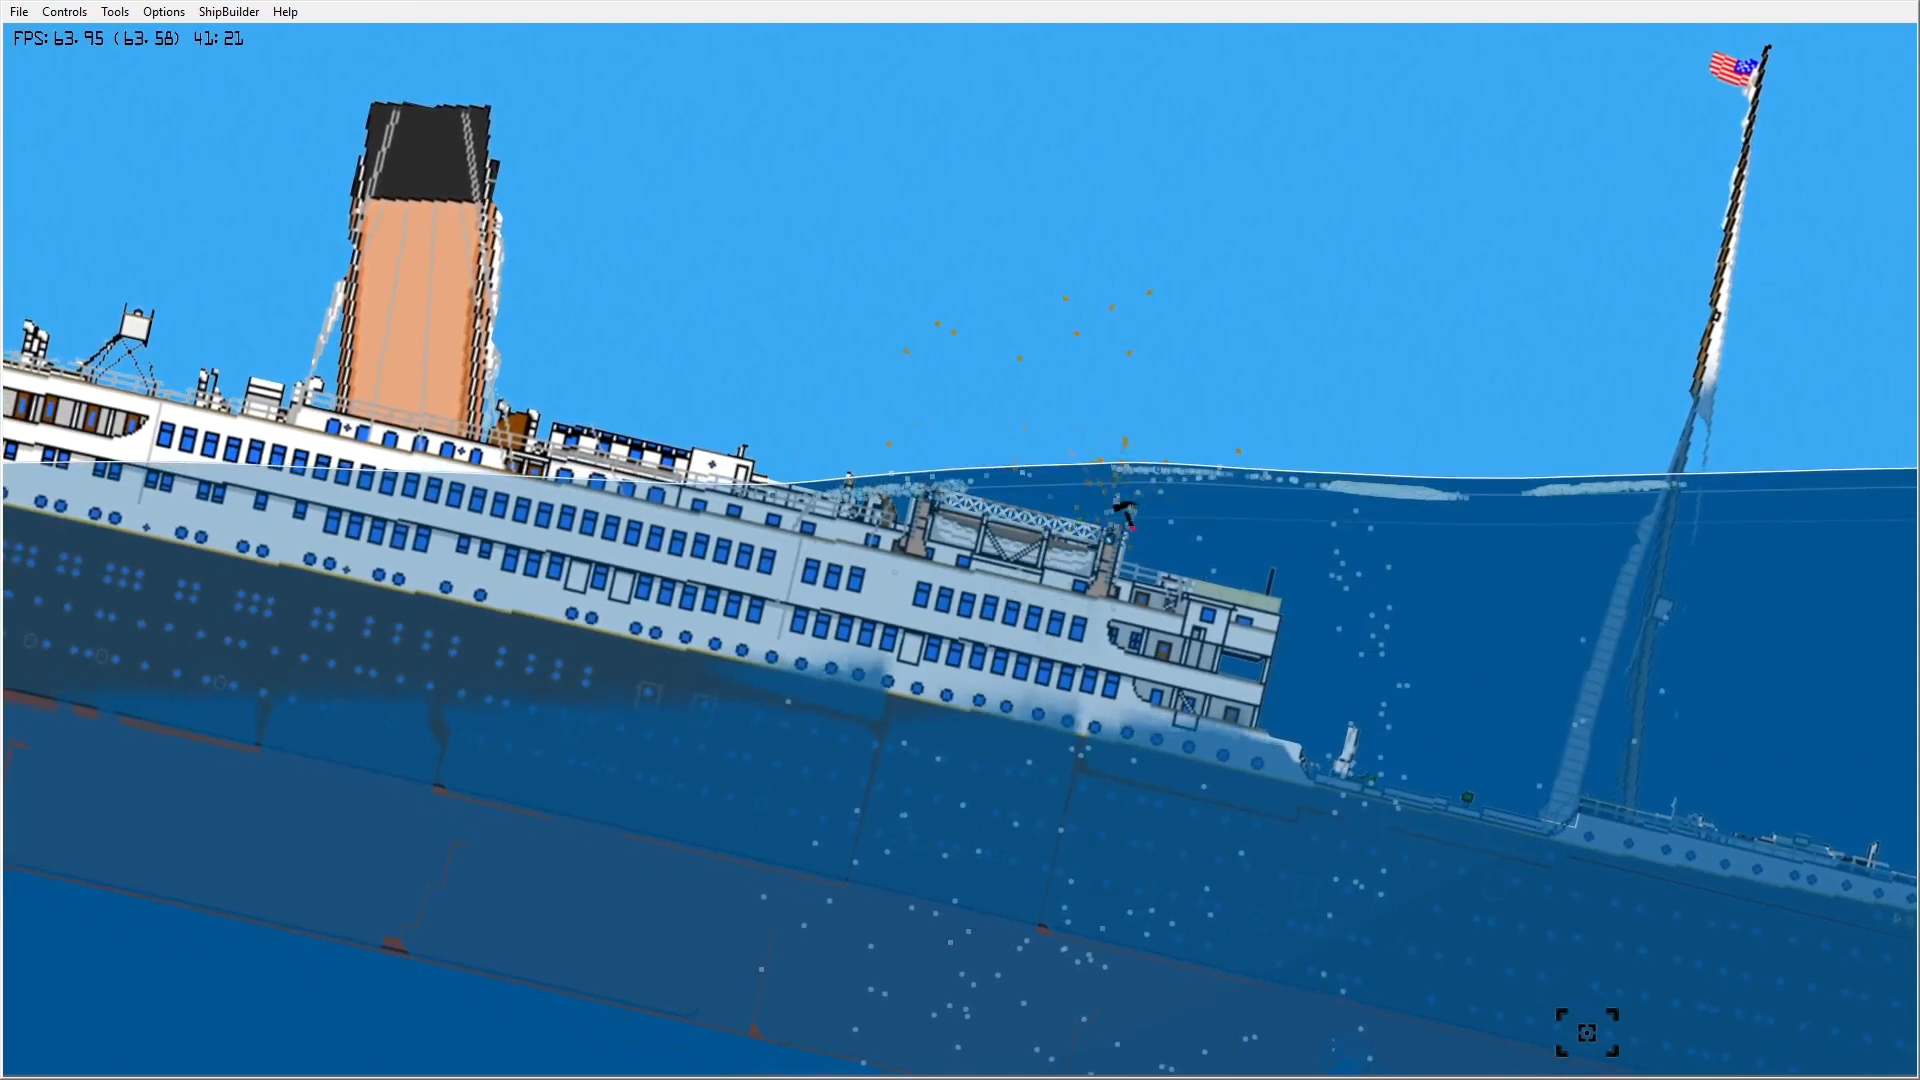 File Controls Tools Options ShipBuilder Help
FPS: 63.95 (63.58) 41:21